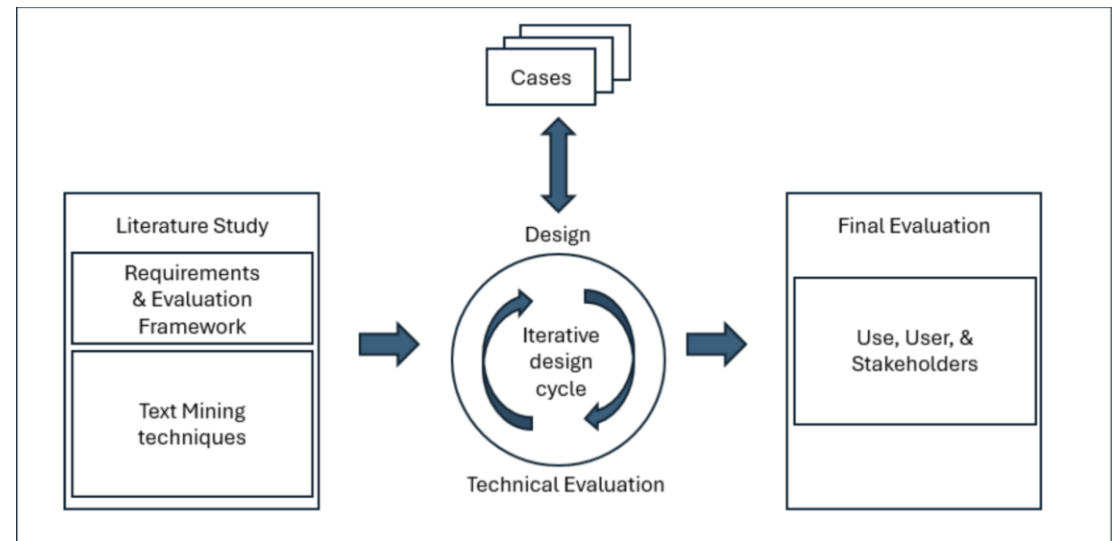 Cases
Literature Study
Requirements
& Evaluation
Framework
Text Mining
techniques
Design
Iterative
design
cycle
Technical Evaluation
Final Evaluation
Use, User, &
Stakeholders